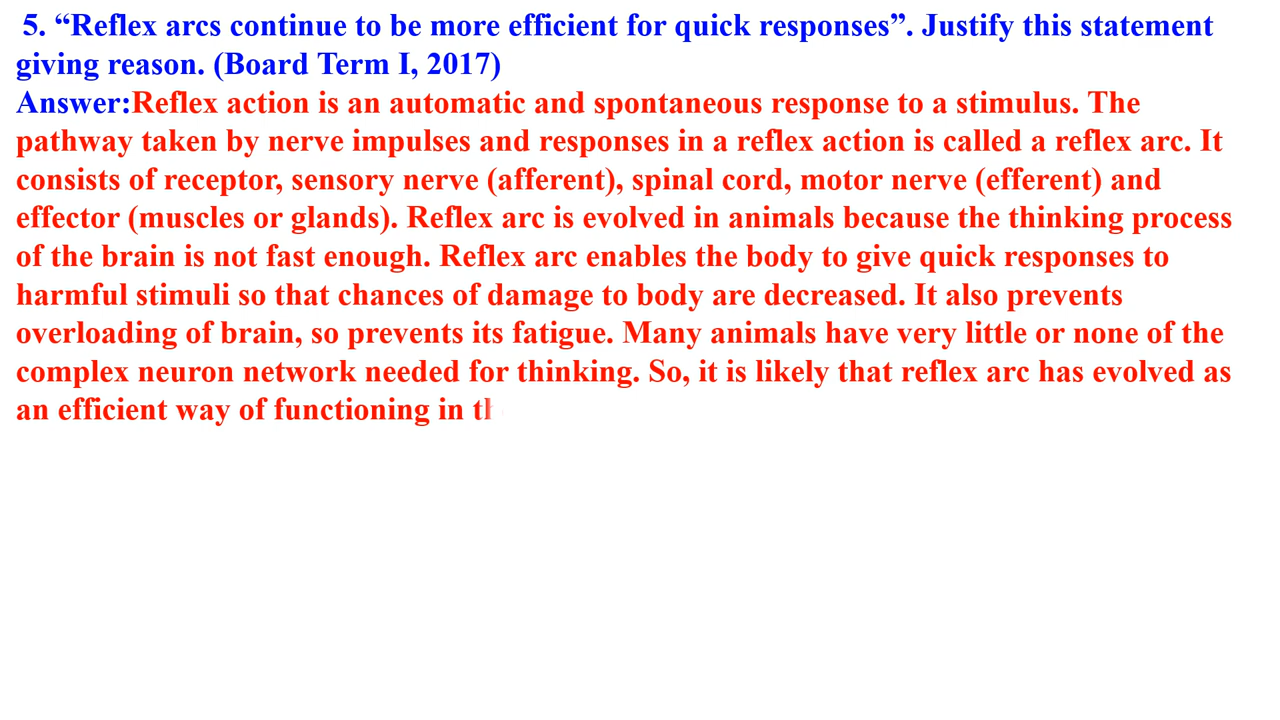 5. “Reflex arcs continue to be more efficient for quick responses”. Justify this statement
giving reason. (Board Term I, 2017)
Answer:Reflex action is an automatic and spontaneous response to a stimulus. The
pathway taken by nerve impulses and responses in a reflex action is called a reflex arc. It
consists of receptor, sensory nerve (afferent), spinal cord, motor nerve (efferent) and
effector (muscles or glands). Reflex arc is evolved in animals because the thinking process
of the brain is not fast enough. Reflex arc enables the body to give quick responses to
harmful stimuli so that chances of damage to body are decreased. It also prevents
overloading of brain, so prevents its fatigue. Many animals have very little or none of the
complex neuron network needed for thinking. So, it is likely that reflex arc has evolved as
an efficient way of functioning in